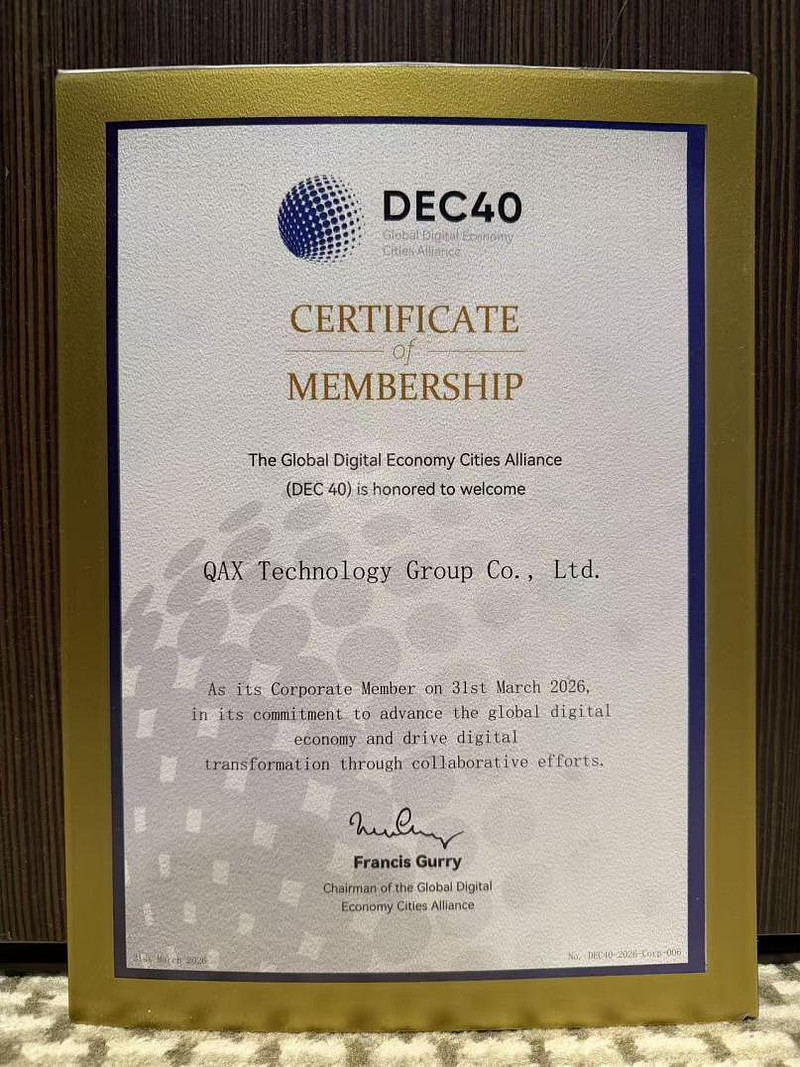 DEC40
Global Digital Economy
Cities Alliance
CERTIFICATE
of
MEMBERSHIP
The Global Digital Economy Cities Alliance
(DEC 40) is honored to welcome
QAX Technology Group Co., Ltd.
As its Corporate Member on 31st March 2026,
in its commitment to advance the global digital
economy and drive digital
transformation through collaborative efforts.
Francis Gurry
Chairman of the Global Digital
Economy Cities Alliance
31st March 2026
No. DEC40-2026-Corp-006